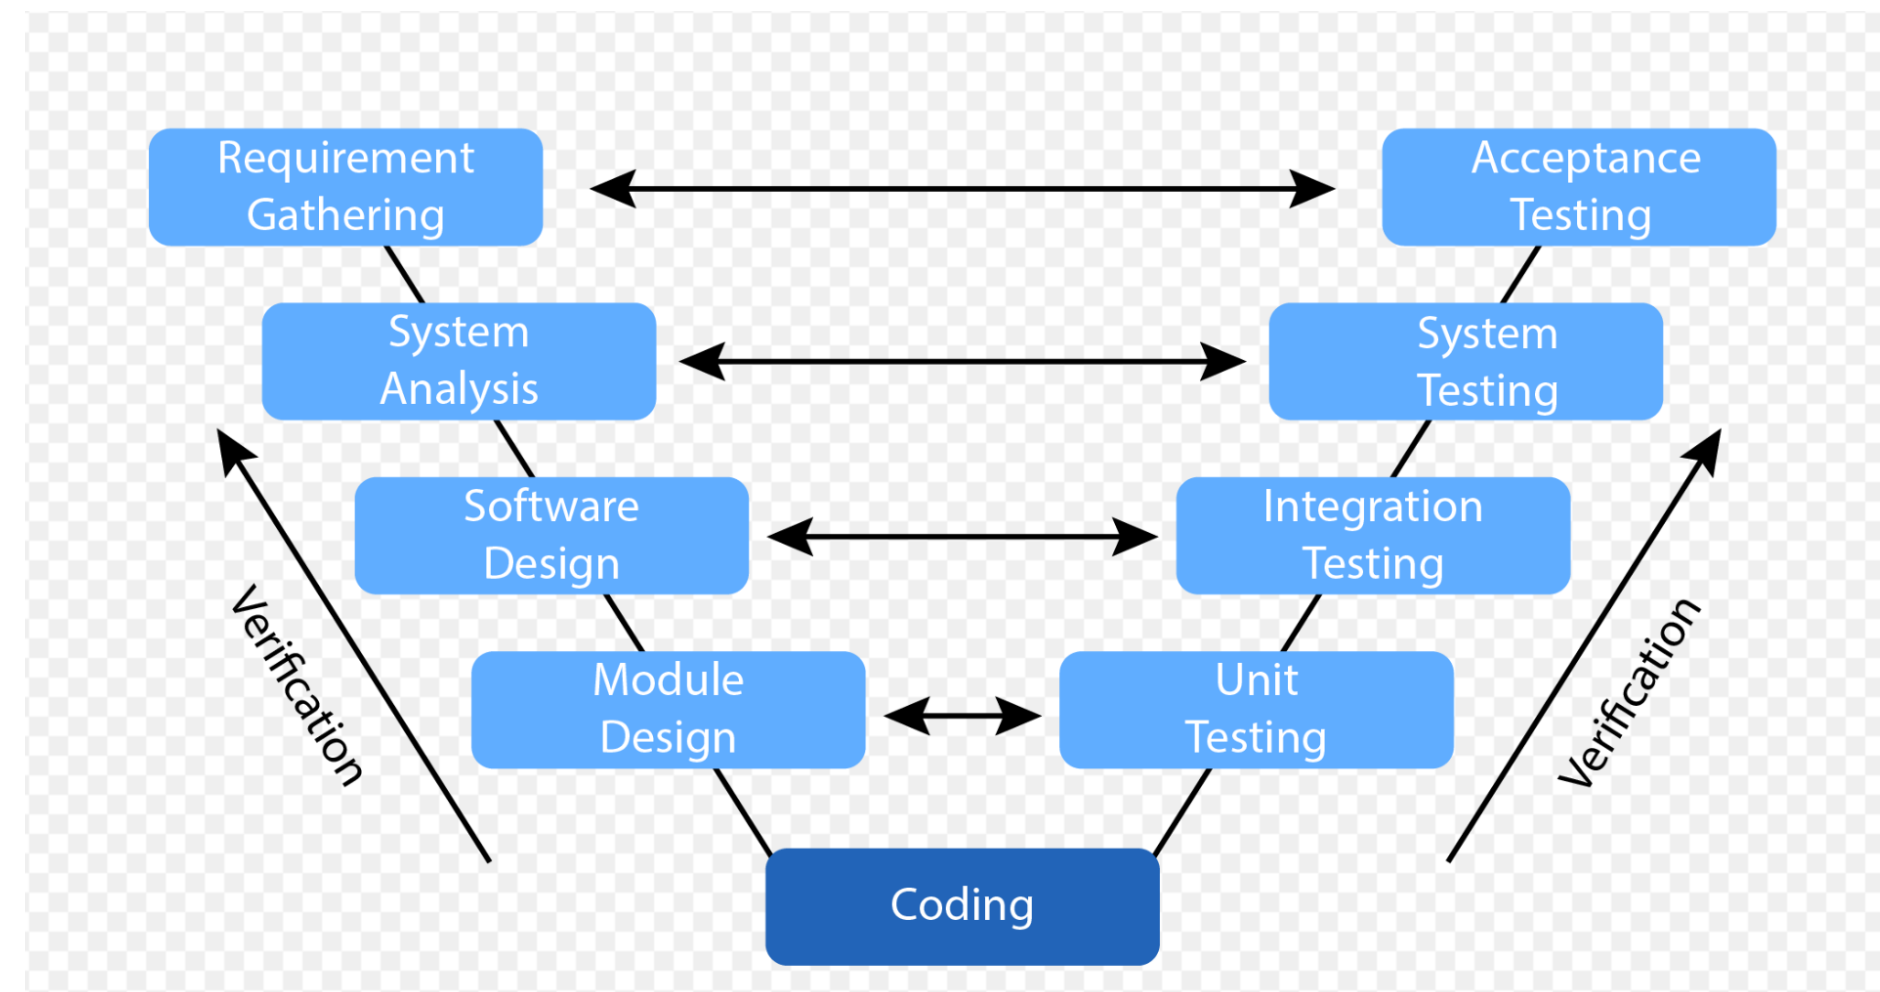 Requirement
Gathering
Acceptance
Testing
System
Analysis
System
Testing
Software
Design
Integration
Testing
Verification
Verification
Module
Design
Unit
Testing
Coding